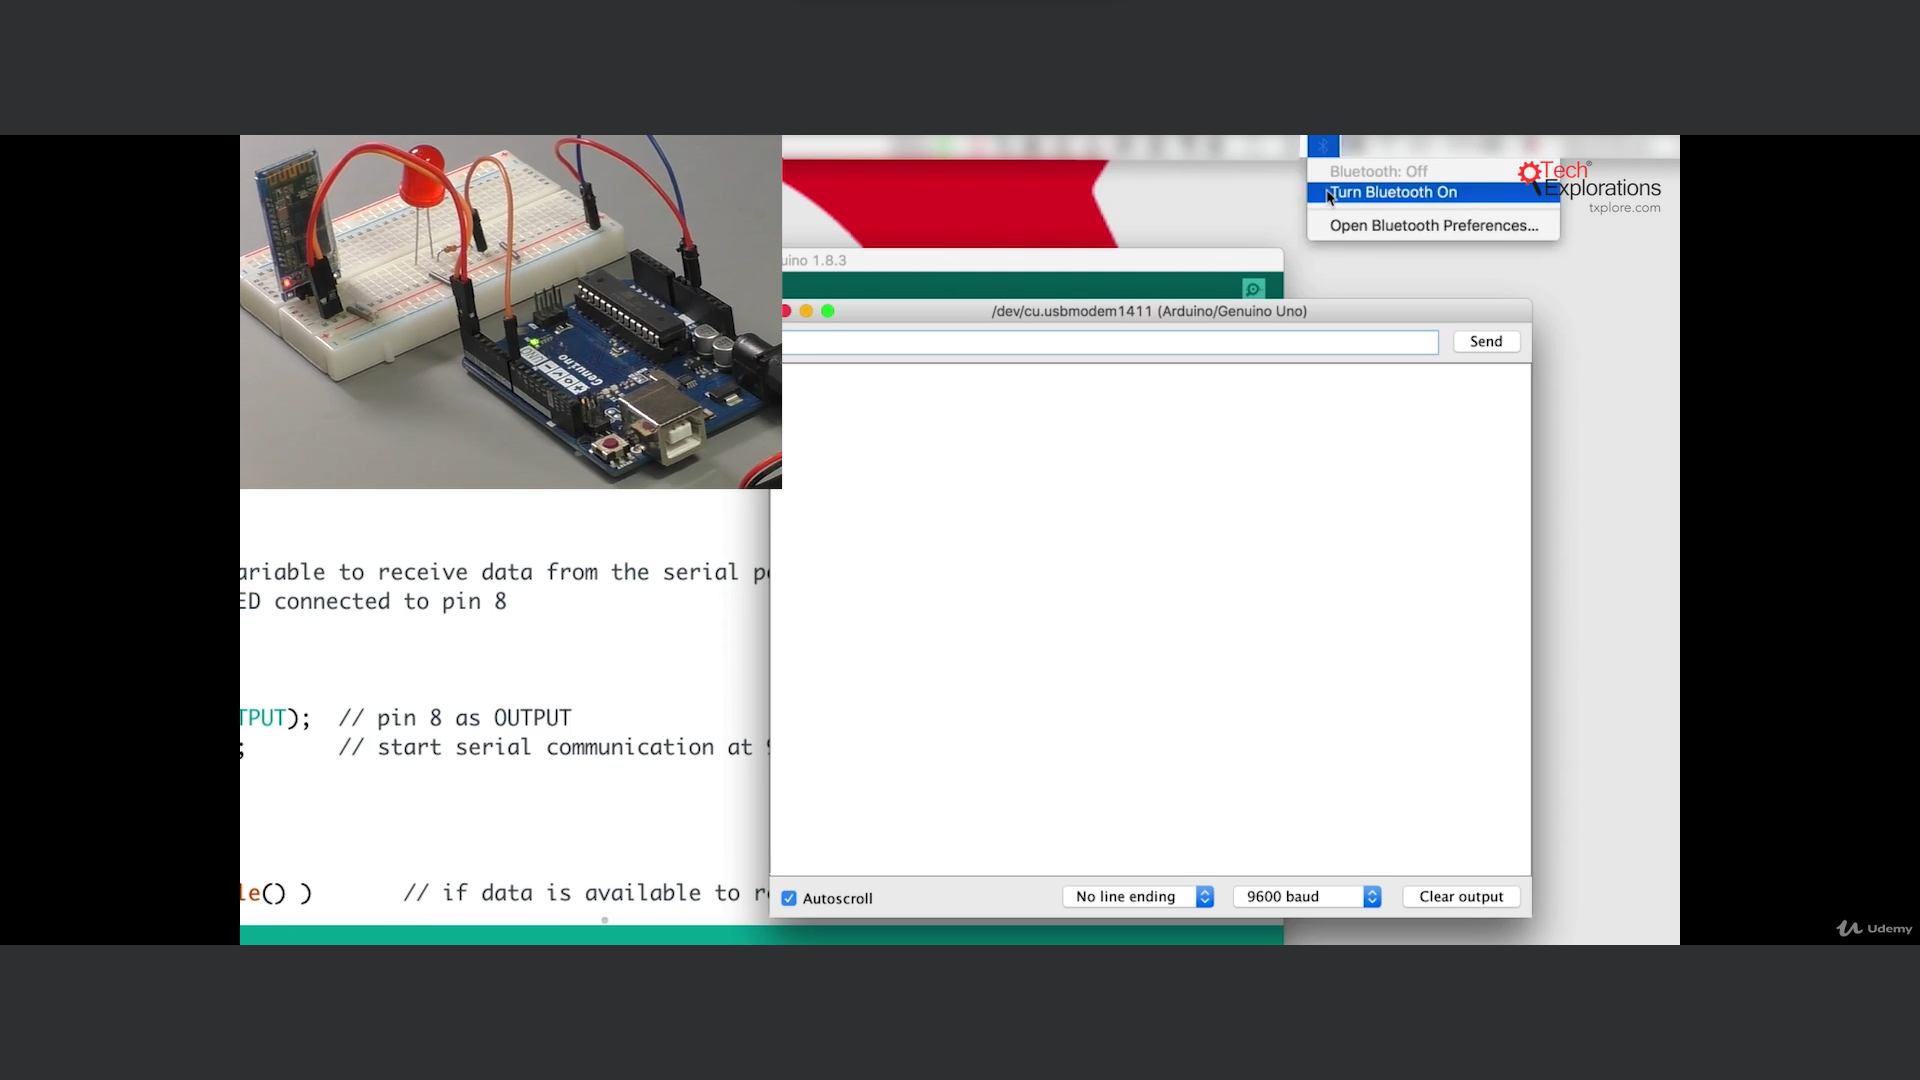 Bluetooth: Off
Turn Bluetooth On
Open Bluetooth Preferences...
Tech
Explorations
txplore.com
uino 1.8.3
/dev/cu.usbmodem1411 (Arduino/Genuino Uno)
Send
UNO
Genuino
ariable to receive data from the serial p
ED connected to pin 8
TPUT);  // pin 8 as OUTPUT
;       // start serial communication at 9
le() )       // if data is available to r
Autoscroll
No line ending
9600 baud
Clear output
Udemy